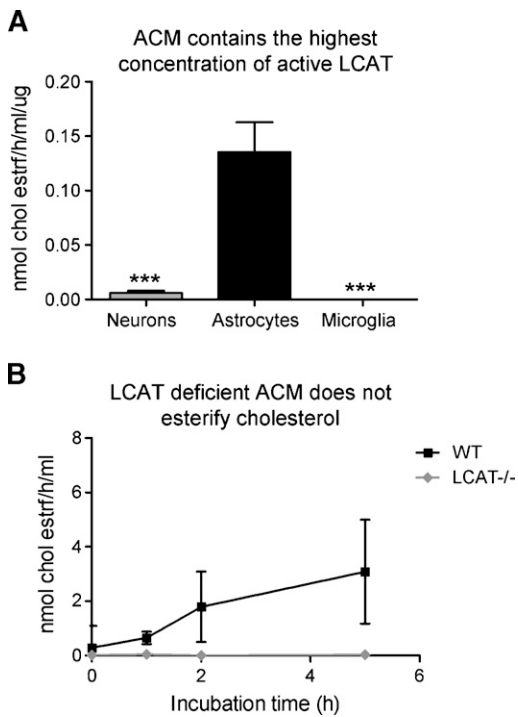 A
ACM contains the highest
concentration of active LCAT
nmol chol estrf/h/ml/ug
0.20
0.15
0.10
0.05
0.00
***
***
Neurons
Astrocytes
Microglia
B
LCAT deficient ACM does not
esterify cholesterol
nmol chol estrf/h/ml
8
6
4
2
0
0
2
4
6
Incubation time (h)
WT
LCAT-/-